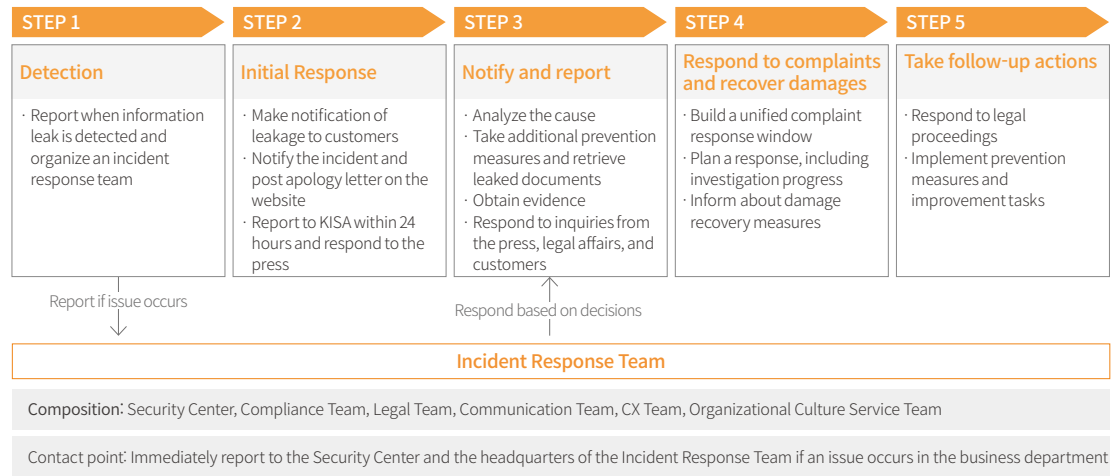 STEP 1
Detection
· Report when information
leak is detected and
organize an incident
response team
STEP 2
Initial Response
· Make notification of
leakage to customers
· Notify the incident and
post apology letter on the
website
· Report to KISA within 24
hours and respond to the
press
STEP 3
Notify and report
· Analyze the cause
· Take additional prevention
measures and retrieve
leaked documents
· Obtain evidence
· Respond to inquiries from
the press, legal affairs, and
customers
STEP 4
Respond to complaints
and recover damages
· Build a unified complaint
response window
· Plan a response, including
investigation progress
· Inform about damage
recovery measures
STEP 5
Take follow-up actions
· Respond to legal
proceedings
· Implement prevention
measures and
improvement tasks
Report if issue occurs
Respond based on decisions
Incident Response Team
Composition: Security Center, Compliance Team, Legal Team, Communication Team, CX Team, Organizational Culture Service Team
Contact point: Immediately report to the Security Center and the headquarters of the Incident Response Team if an issue occurs in the business department